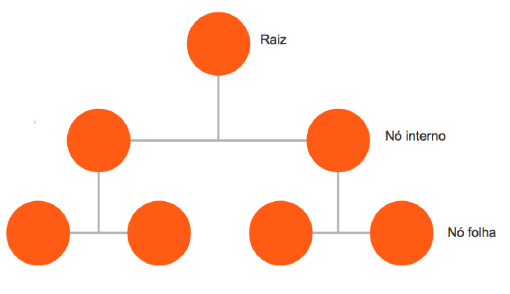 Raiz
Nó interno
Nó folha